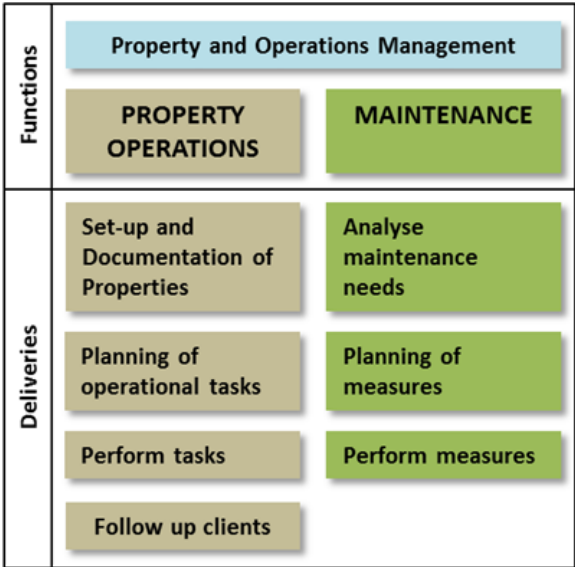 Functions
Property and Operations Management
PROPERTY
OPERATIONS
MAINTENANCE
Deliveries
Set-up and
Documentation of
Properties
Analyse
maintenance
needs
Planning of
operational tasks
Planning of
measures
Perform tasks
Perform measures
Follow up clients